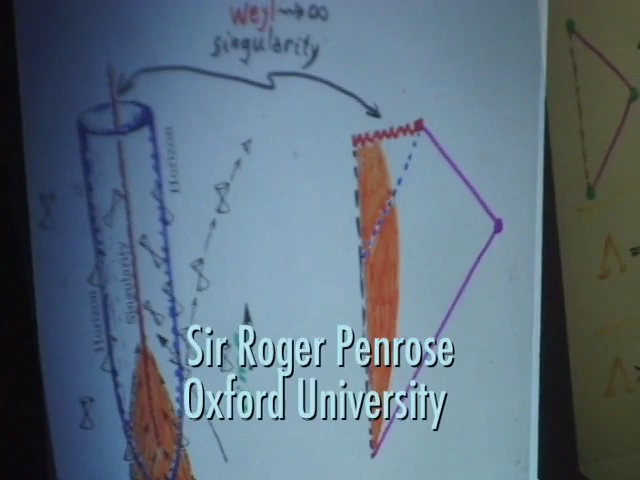 weyl⇝∞
singularity
Horizon
Horizon
Singularity
Λ=
Λ=
Sir Roger Penrose
Oxford University